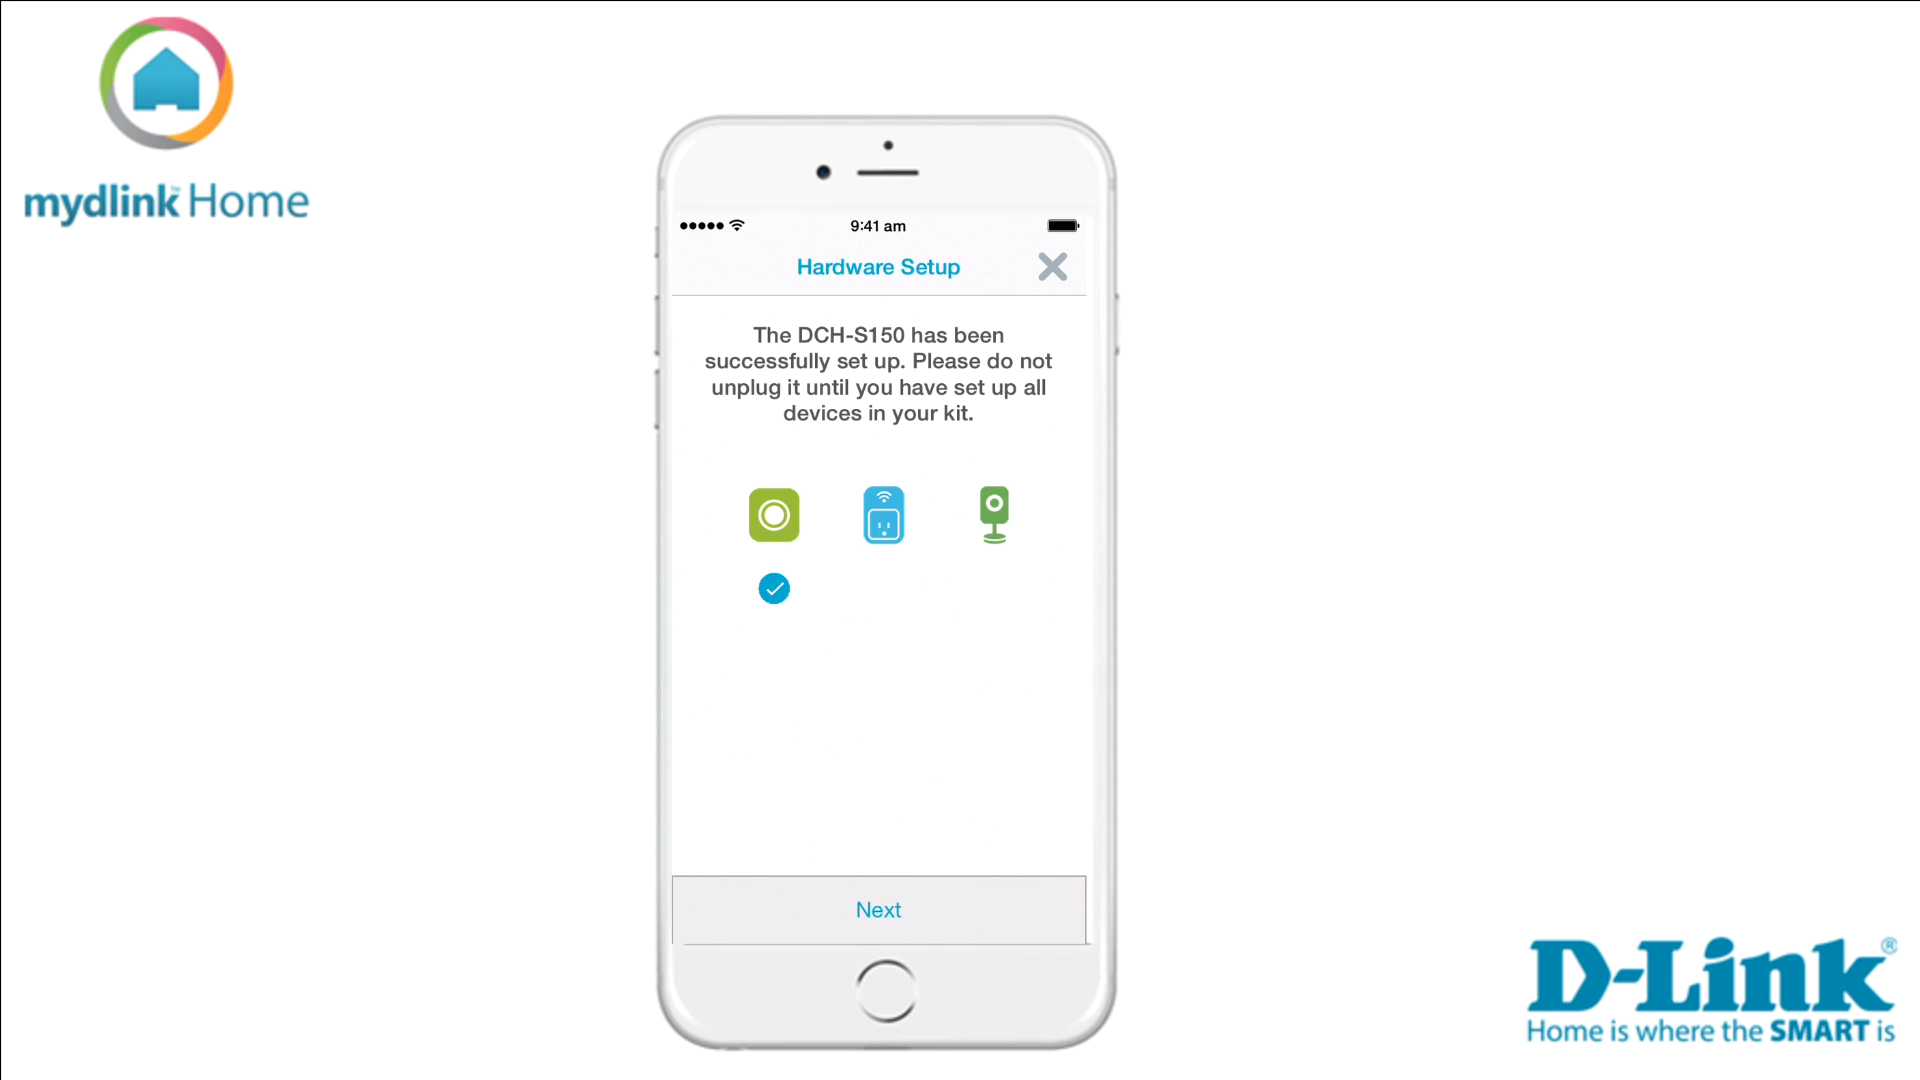 mydlink™ Home
9:41 am
Hardware Setup
The DCH-S150 has been
successfully set up. Please do not
unplug it until you have set up all
devices in your kit.
Next
D-Link®
Home is where the SMART is